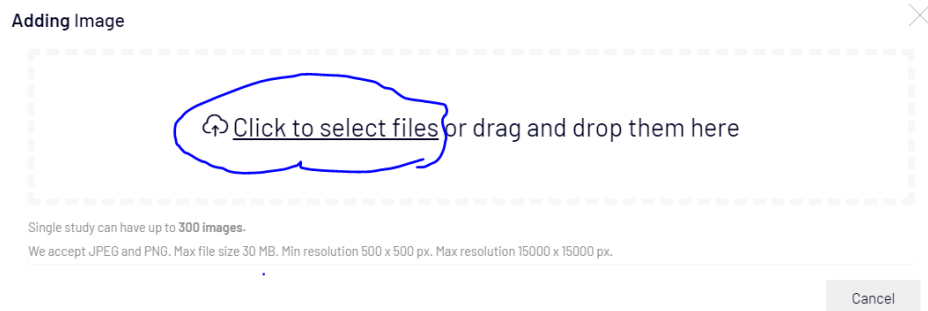 Adding Image
Click to select files or drag and drop them here
Single study can have up to 300 images.
We accept JPEG and PNG. Max file size 30 MB. Min resolution 500 x 500 px. Max resolution 15000 x 15000 px.
Cancel